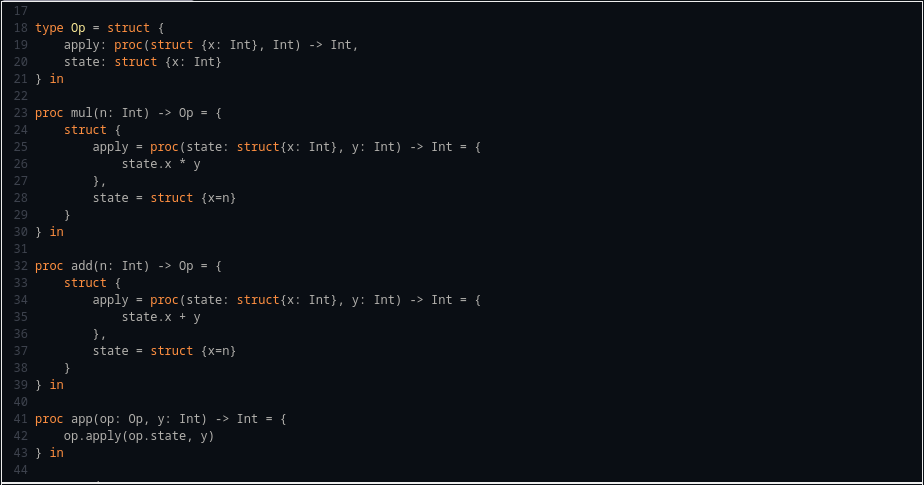 17
18 type Op = struct {
19     apply: proc(struct {x: Int}, Int) -> Int,
20     state: struct {x: Int}
21 } in
22
23 proc mul(n: Int) -> Op = {
24     struct {
25         apply = proc(state: struct{x: Int}, y: Int) -> Int = {
26             state.x * y
27         },
28         state = struct {x=n}
29     }
30 } in
31
32 proc add(n: Int) -> Op = {
33     struct {
34         apply = proc(state: struct{x: Int}, y: Int) -> Int = {
35             state.x + y
36         },
37         state = struct {x=n}
38     }
39 } in
40
41 proc app(op: Op, y: Int) -> Int = {
42     op.apply(op.state, y)
43 } in
44